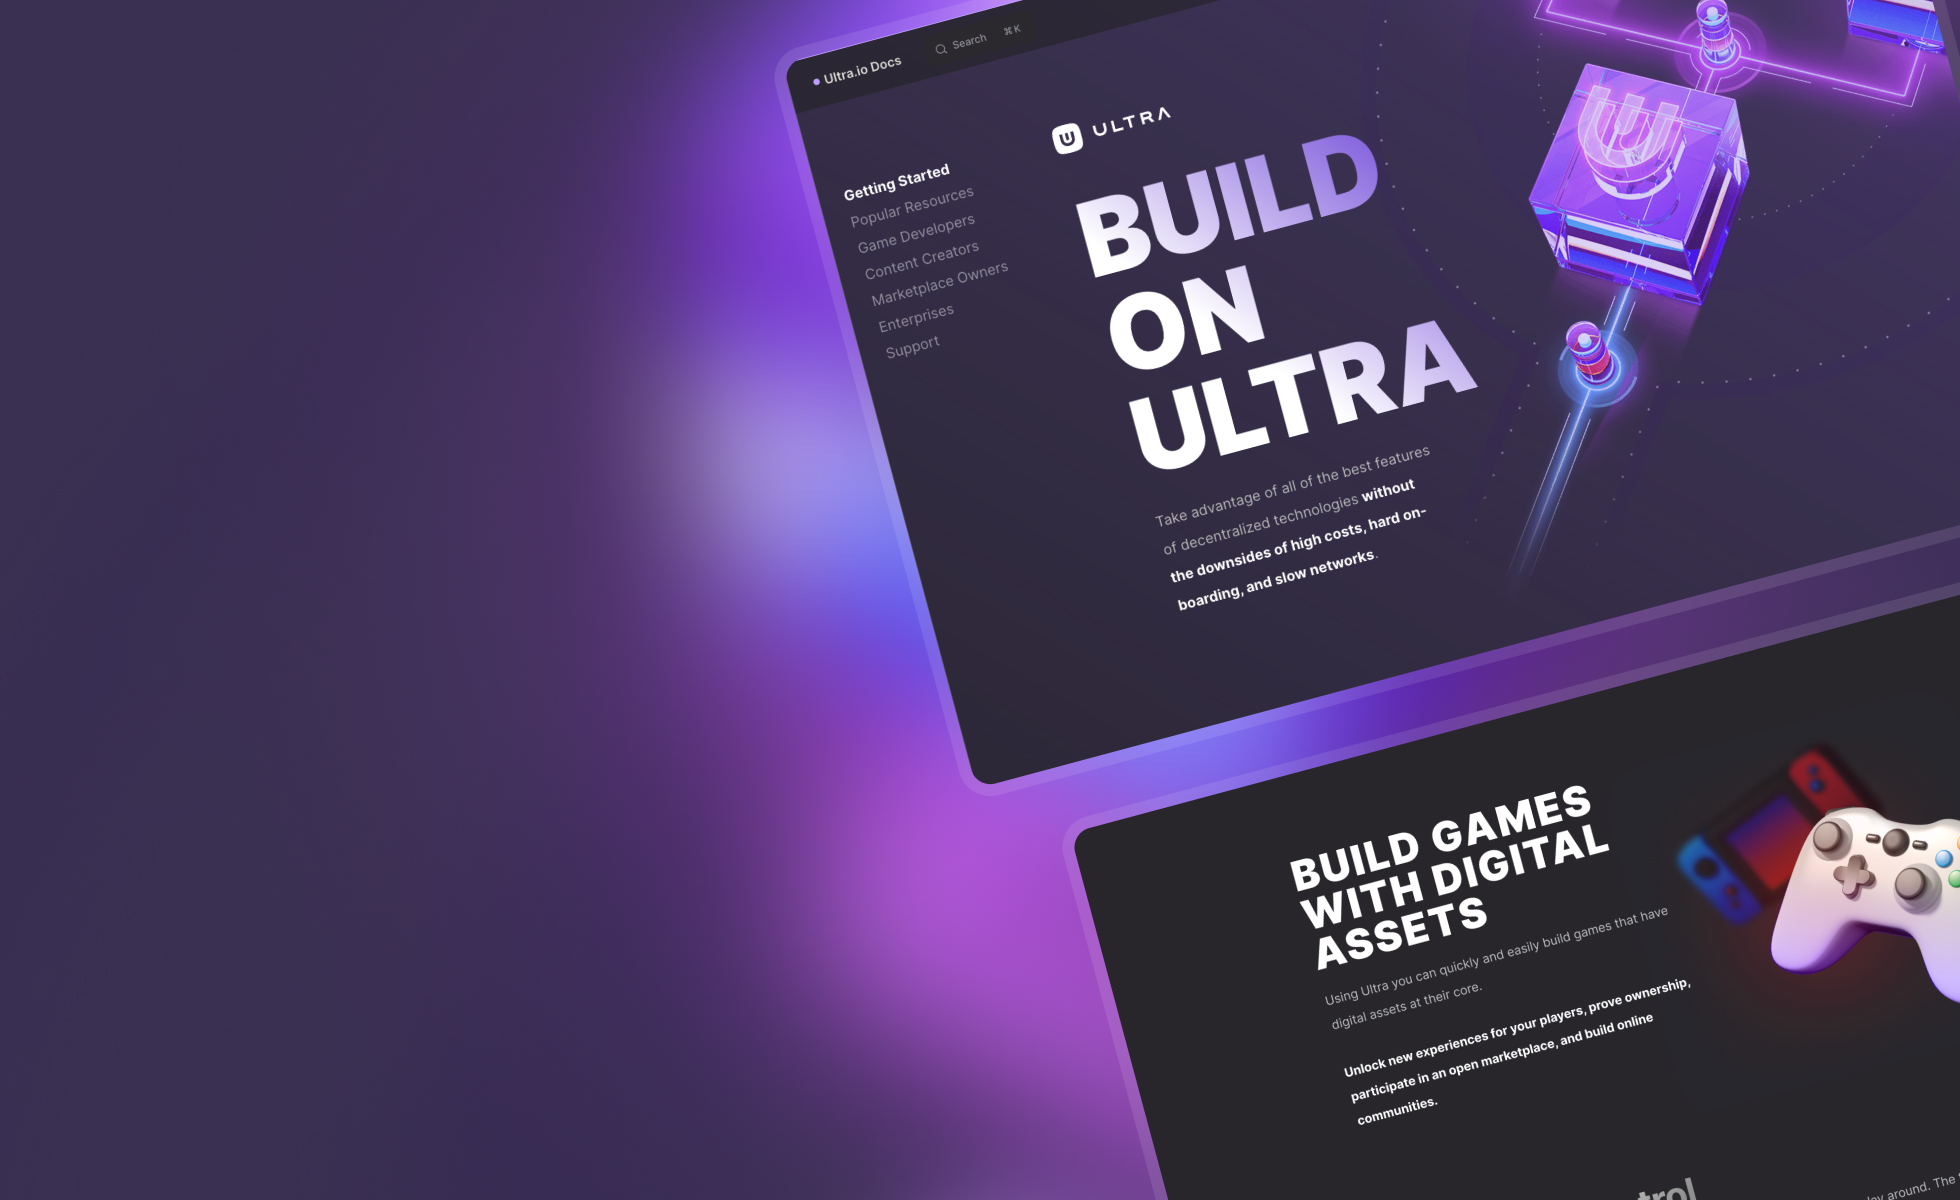 Ultra.io Docs
Search ⌘K
Getting Started
Popular Resources
Game Developers
Content Creators
Marketplace Owners
Enterprises
Support
ULTRA
BUILD
ON
ULTRA
Take advantage of all of the best features
of decentralized technologies without
the downsides of high costs, hard on-
boarding, and slow networks.
BUILD GAMES
WITH DIGITAL
ASSETS
Using Ultra you can quickly and easily build games that have
digital assets at their core.
Unlock new experiences for your players, prove ownership,
participate in an open marketplace, and build online
communities.
around. The